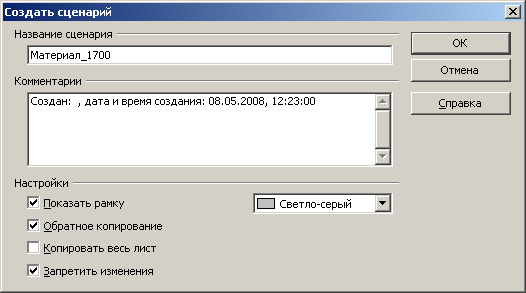 Создать сценарий
Название сценария
Материал_1700
OK
Отмена
Справка
Комментарии
Создан:  , дата и время создания: 08.05.2008, 12:23:00
Настройки
Показать рамку
Светло-серый
Обратное копирование
Копировать весь лист
Запретить изменения